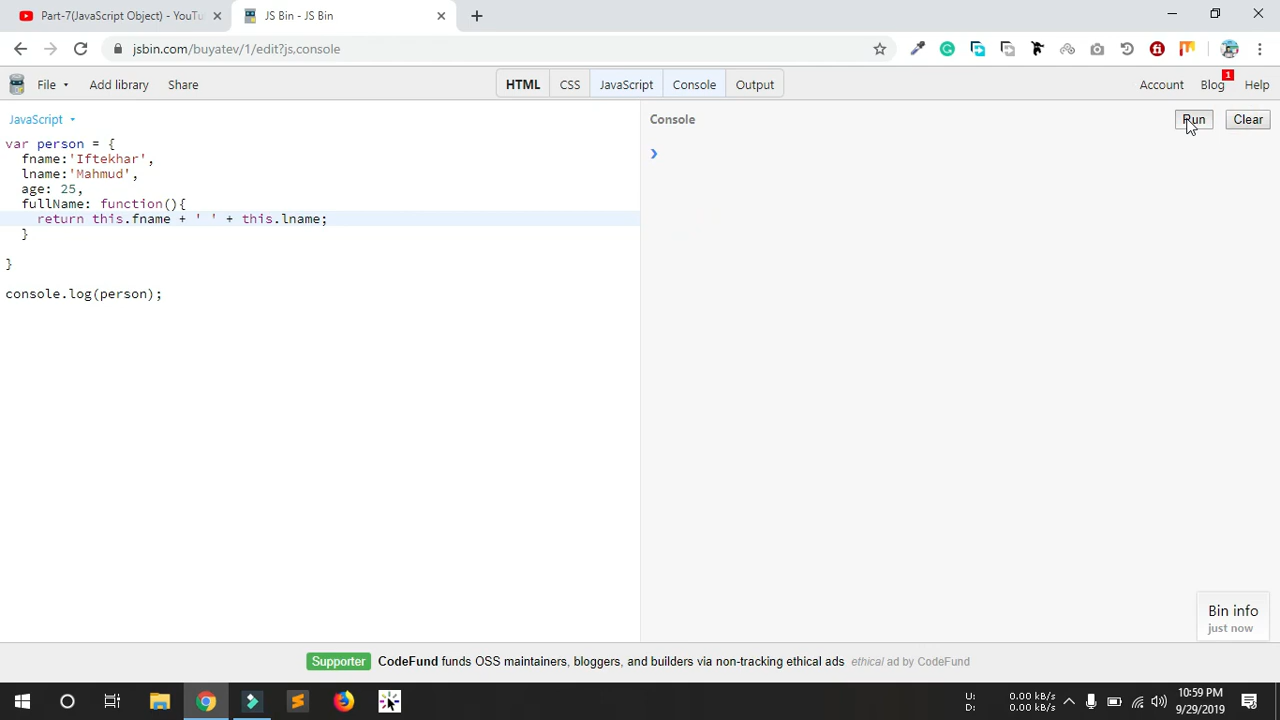 Part-7(JavaScript Object) - YouTu
JS Bin - JS Bin
jsbin.com/buyatev/1/edit?js,console
File
Add library
Share
HTML
CSS
JavaScript
Console
Output
Account
Blog
1
Help
JavaScript
Console
Run
Clear
var person = {
fname:'Iftekhar',
lname:'Mahmud',
age: 25,
fullName: function(){
return this.fname + ' ' + this.lname;
}
}
console.log(person);
Bin info
just now
Supporter CodeFund funds OSS maintainers, bloggers, and builders via non-tracking ethical ads ethical ad by CodeFund
U: 0.00 kB/s
D: 0.00 kB/s
10:59 PM
9/29/2019